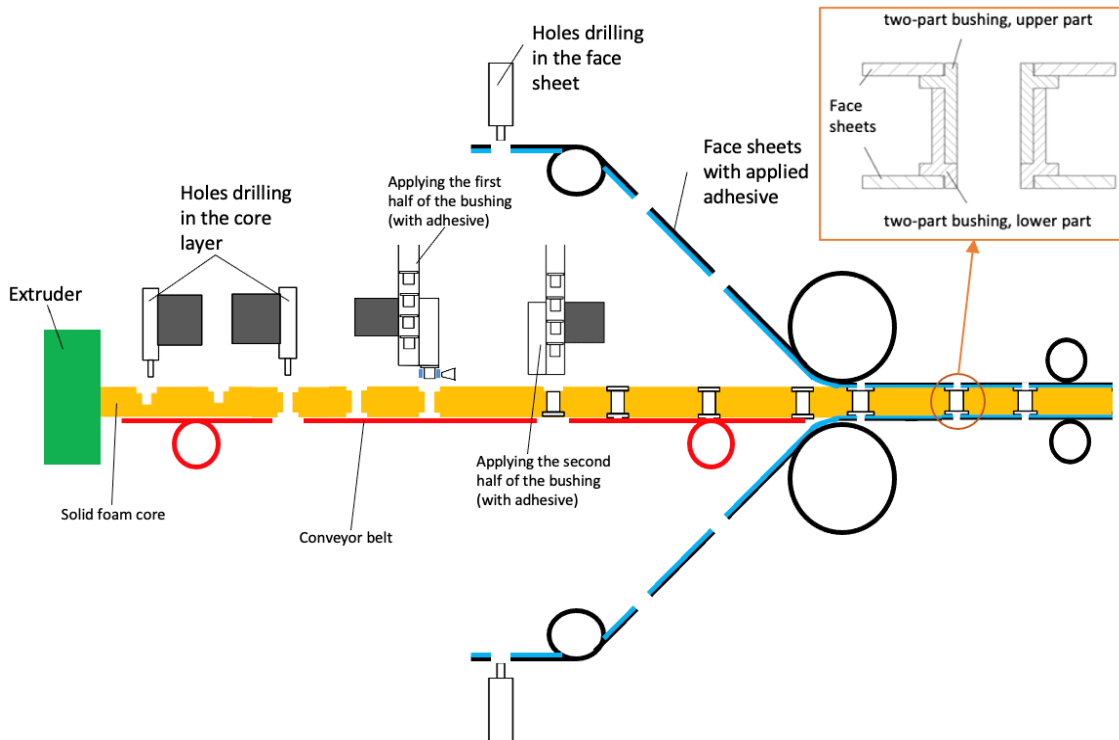 Holes drilling
in the face
sheet
two-part bushing, upper part
Face
sheets
two-part bushing, lower part
Face sheets
with applied
adhesive
Applying the first
half of the bushing
(with adhesive)
Holes drilling
in the core
layer
Extruder
Solid foam core
Conveyor belt
Applying the second
half of the bushing
(with adhesive)